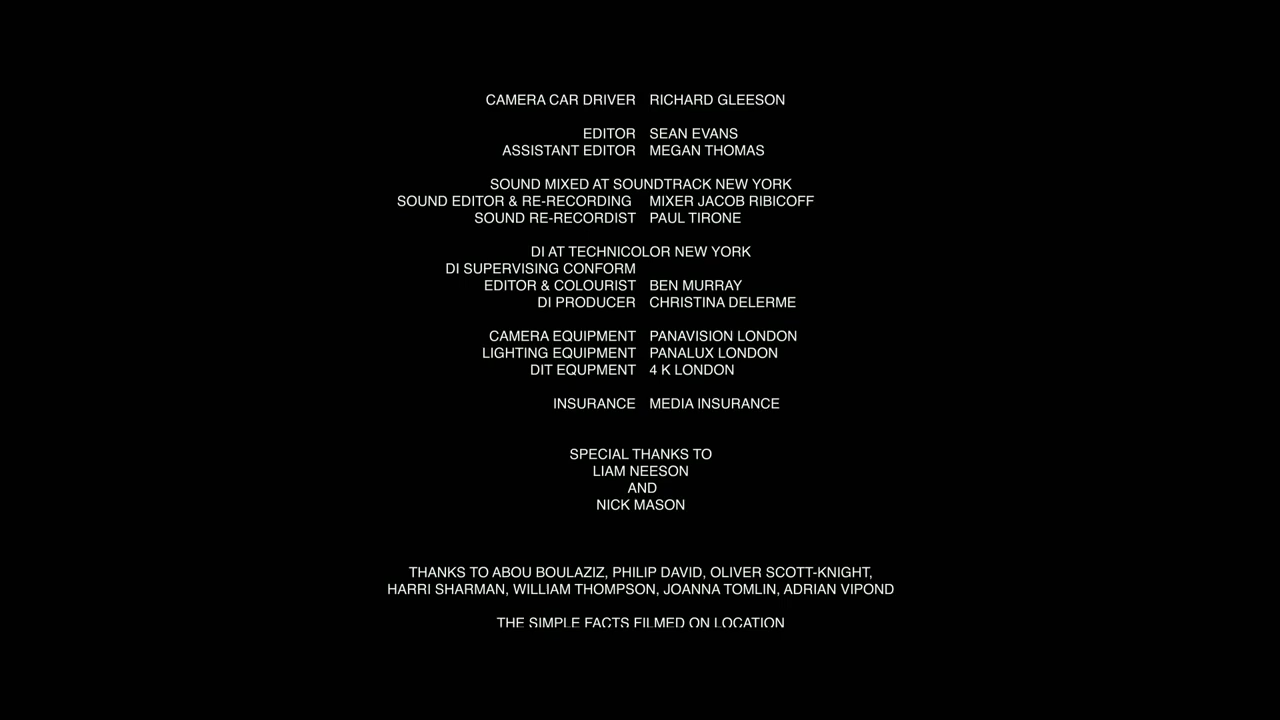 CAMERA CAR DRIVER RICHARD GLEESON
EDITOR SEAN EVANS
ASSISTANT EDITOR MEGAN THOMAS
SOUND MIXED AT SOUNDTRACK NEW YORK
SOUND EDITOR & RE-RECORDING MIXER JACOB RIBICOFF
SOUND RE-RECORDIST PAUL TIRONE
DI AT TECHNICOLOR NEW YORK
DI SUPERVISING CONFORM
EDITOR & COLOURIST BEN MURRAY
DI PRODUCER CHRISTINA DELERME
CAMERA EQUIPMENT PANAVISION LONDON
LIGHTING EQUIPMENT PANALUX LONDON
DIT EQUPMENT 4 K LONDON
INSURANCE MEDIA INSURANCE
SPECIAL THANKS TO
LIAM NEESON
AND
NICK MASON
THANKS TO ABOU BOULAZIZ, PHILIP DAVID, OLIVER SCOTT-KNIGHT,
HARRI SHARMAN, WILLIAM THOMPSON, JOANNA TOMLIN, ADRIAN VIPOND
THE SIMPLE FACTS FILMED ON LOCATION